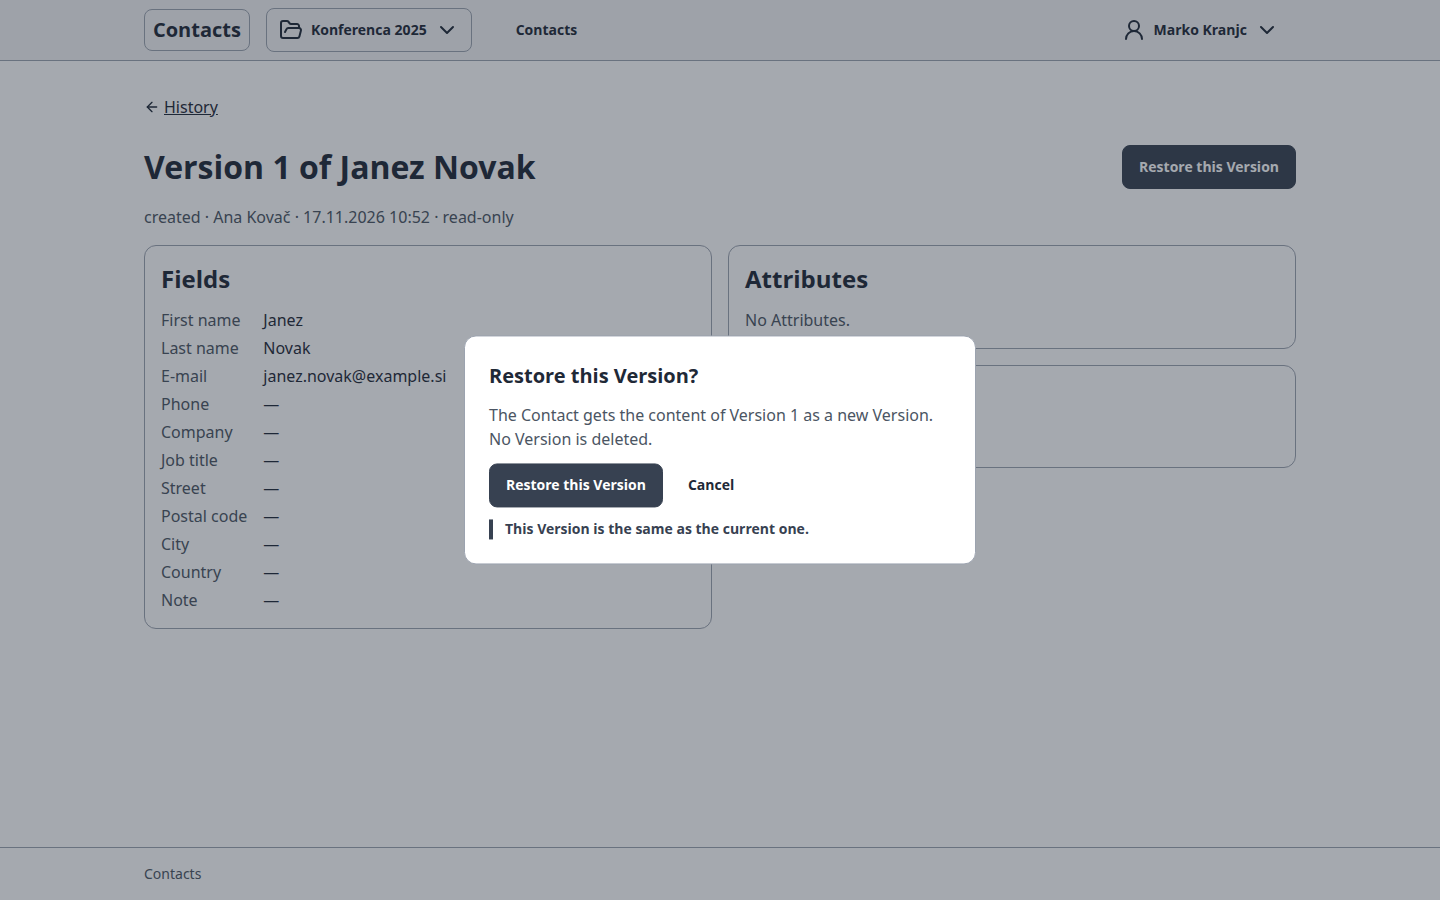 Contacts
Konferenca 2025
Contacts
Marko Kranjc
← History
Version 1 of Janez Novak
Restore this Version
created · Ana Kovač · 17.11.2026 10:52 · read-only
Fields
First name Janez
Last name Novak
E-mail janez.novak@example.si
Phone —
Company —
Job title —
Street —
Postal code —
City —
Country —
Note —
Attributes
No Attributes.
Restore this Version?
The Contact gets the content of Version 1 as a new Version.
No Version is deleted.
Restore this Version
Cancel
This Version is the same as the current one.
Contacts